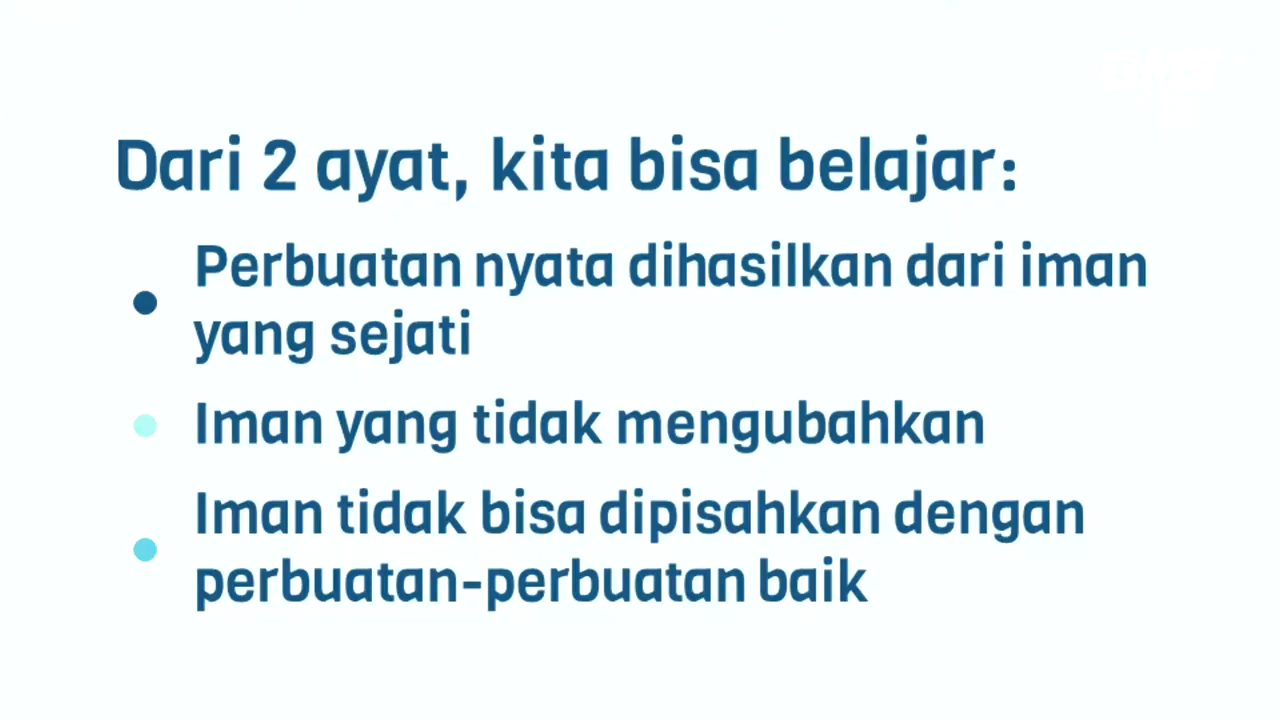 Dari 2 ayat, kita bisa belajar:
Perbuatan nyata dihasilkan dari iman
yang sejati
Iman yang tidak mengubahkan
Iman tidak bisa dipisahkan dengan
perbuatan-perbuatan baik